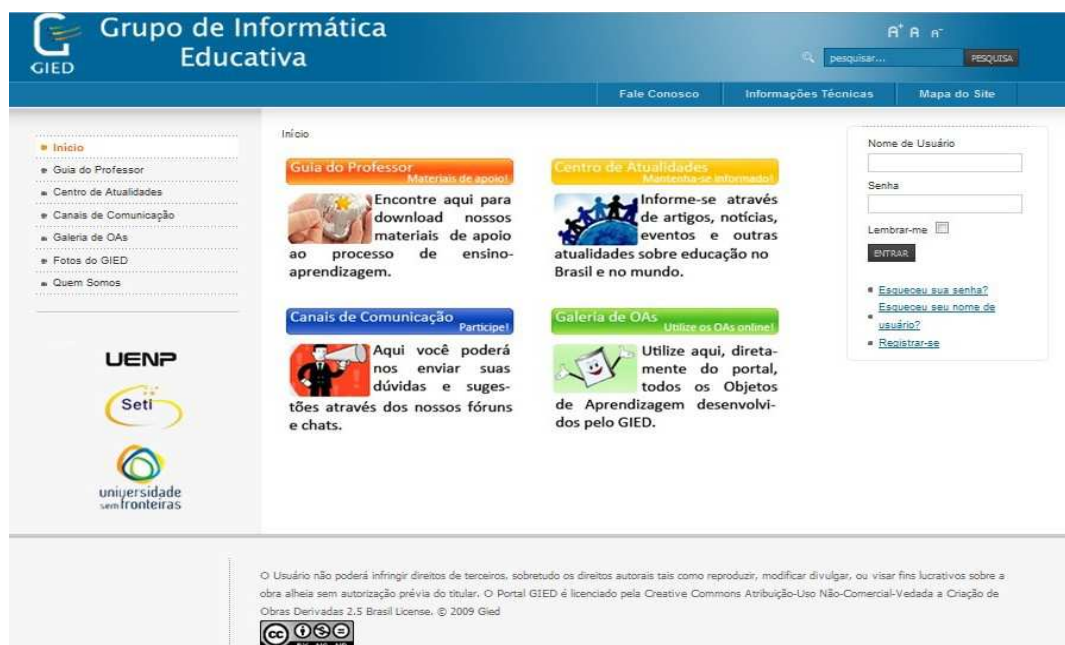 GIED
Grupo de Informática
Educativa
A+ A A-
pesquisar...
PESQUISA
Fale Conosco
Informações Técnicas
Mapa do Site
Início
Guia do Professor
Centro de Atualidades
Canais de Comunicação
Galeria de OAs
Fotos do GIED
Quem Somos
UENP
Seti
universidade
sem fronteiras
Início
Guia do Professor
Materiais de apoio!
Encontre aqui para
download nossos
materiais de apoio
ao processo de ensino-
aprendizagem.
Centro de Atualidades
Mantenha-se informado!
Informe-se através
de artigos, notícias,
eventos e outras
atualidades sobre educação no
Brasil e no mundo.
Canais de Comunicação
Participe!
Aqui você poderá
nos enviar suas
dúvidas e suges-
tões através dos nossos fóruns
e chats.
Galeria de OAs
Utilize os OAs online!
Utilize aqui, direta-
mente do portal,
todos os Objetos
de Aprendizagem desenvolvi-
dos pelo GIED.
Nome de Usuário
Senha
Lembrar-me
ENTRAR
Esqueceu sua senha?
Esqueceu seu nome de
usuário?
Registrar-se
O Usuário não poderá infringir direitos de terceiros, sobretudo os direitos autorais tais como reproduzir, modificar divulgar, ou visar fins lucrativos sobre a
obra alheia sem autorização prévia do titular. O Portal GIED é licenciado pela Creative Commons Atribuição-Uso Não-Comercial-Vedada a Criação de
Obras Derivadas 2.5 Brasil License. © 2009 Gied
cc